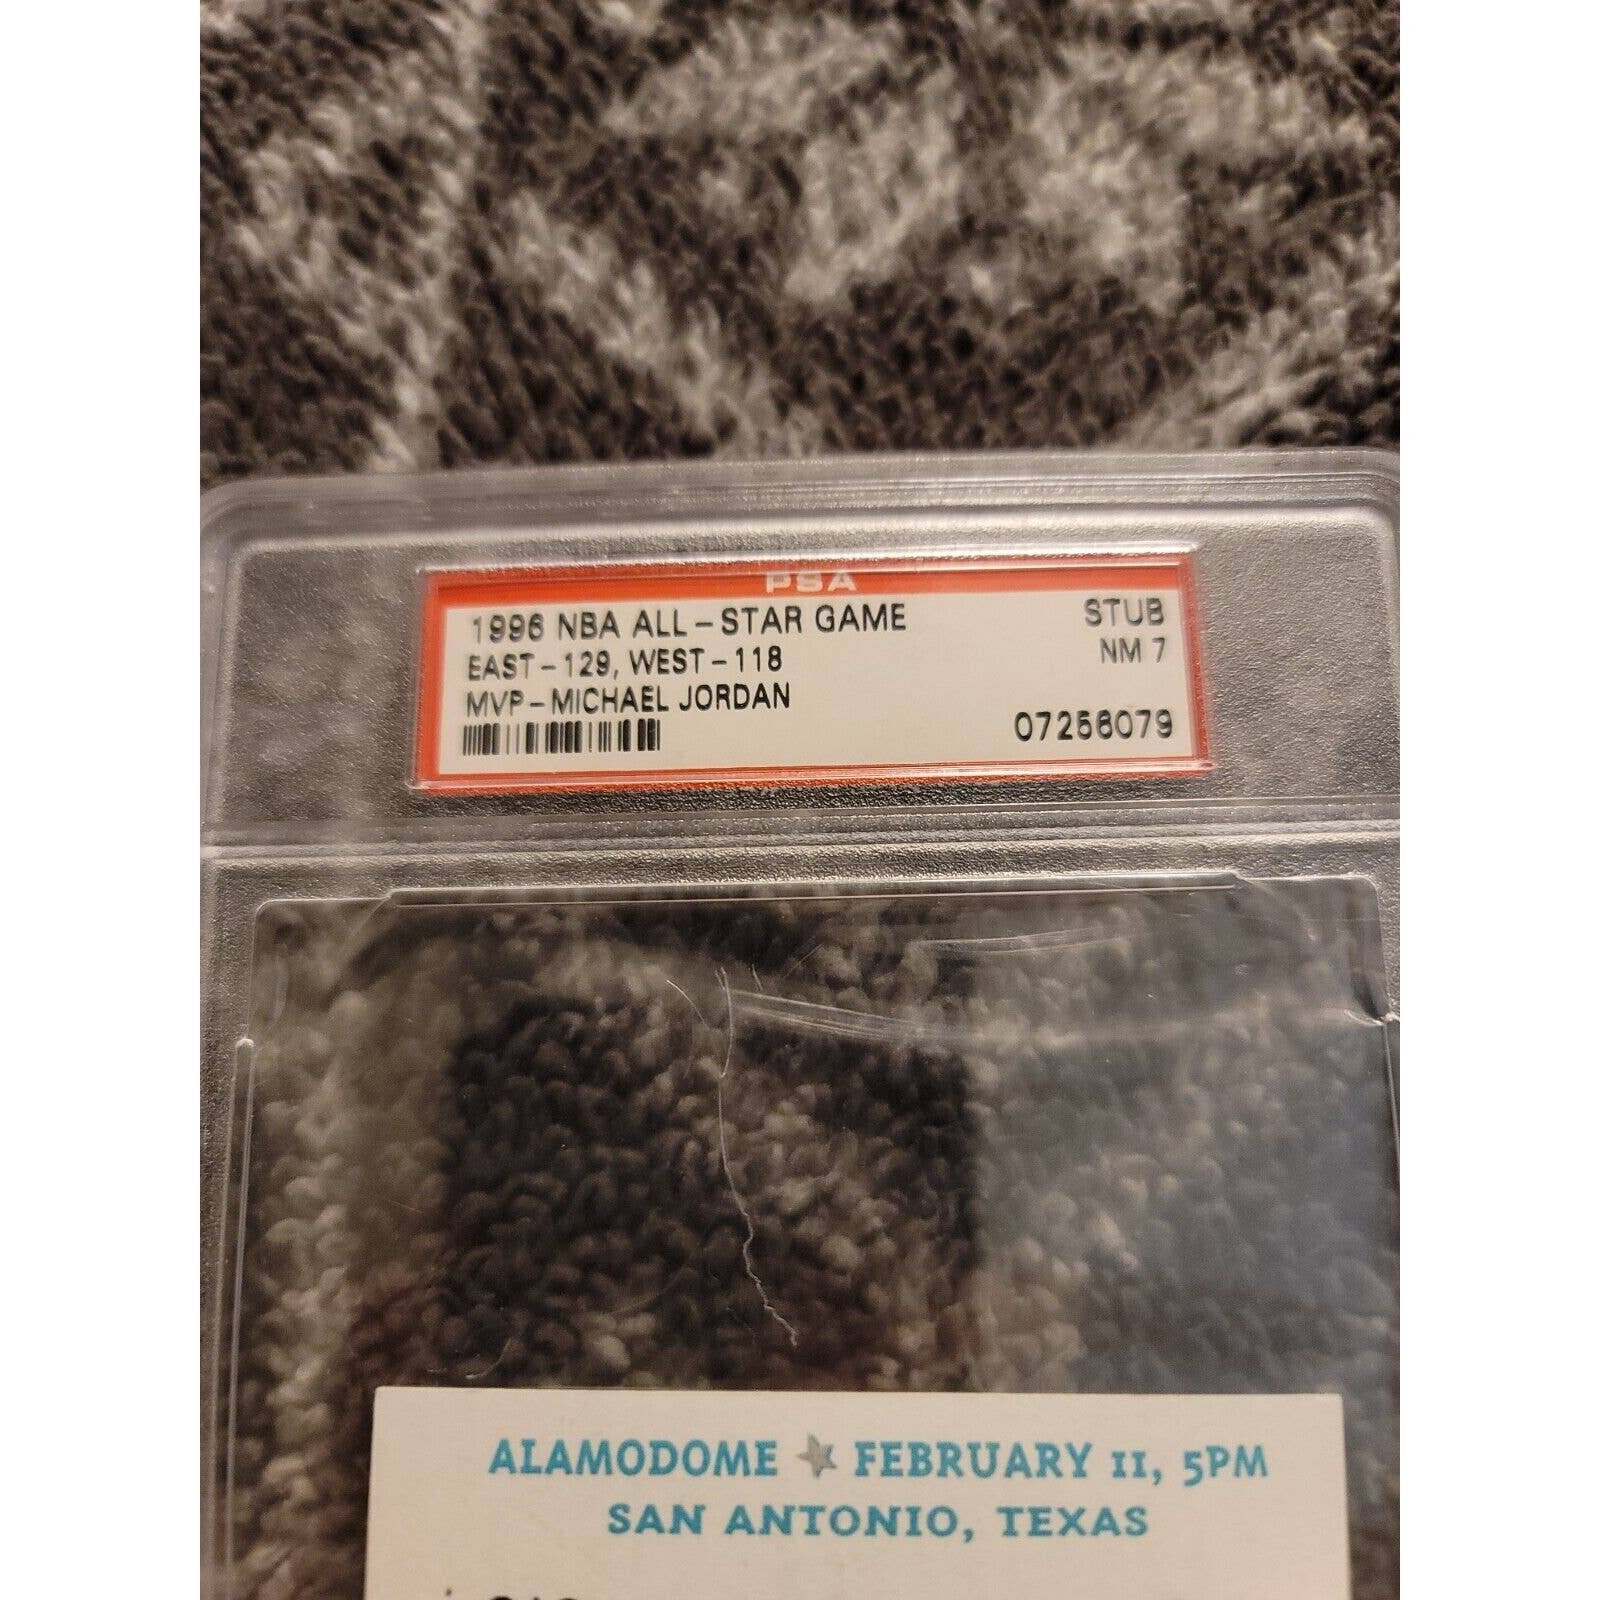 PSA
1996 NBA ALL-STAR GAME STUB
EAST-129, WEST-118 NM 7
MVP-MICHAEL JORDAN
07256079
ALAMODOME ★ FEBRUARY 11, 5PM
SAN ANTONIO, TEXAS